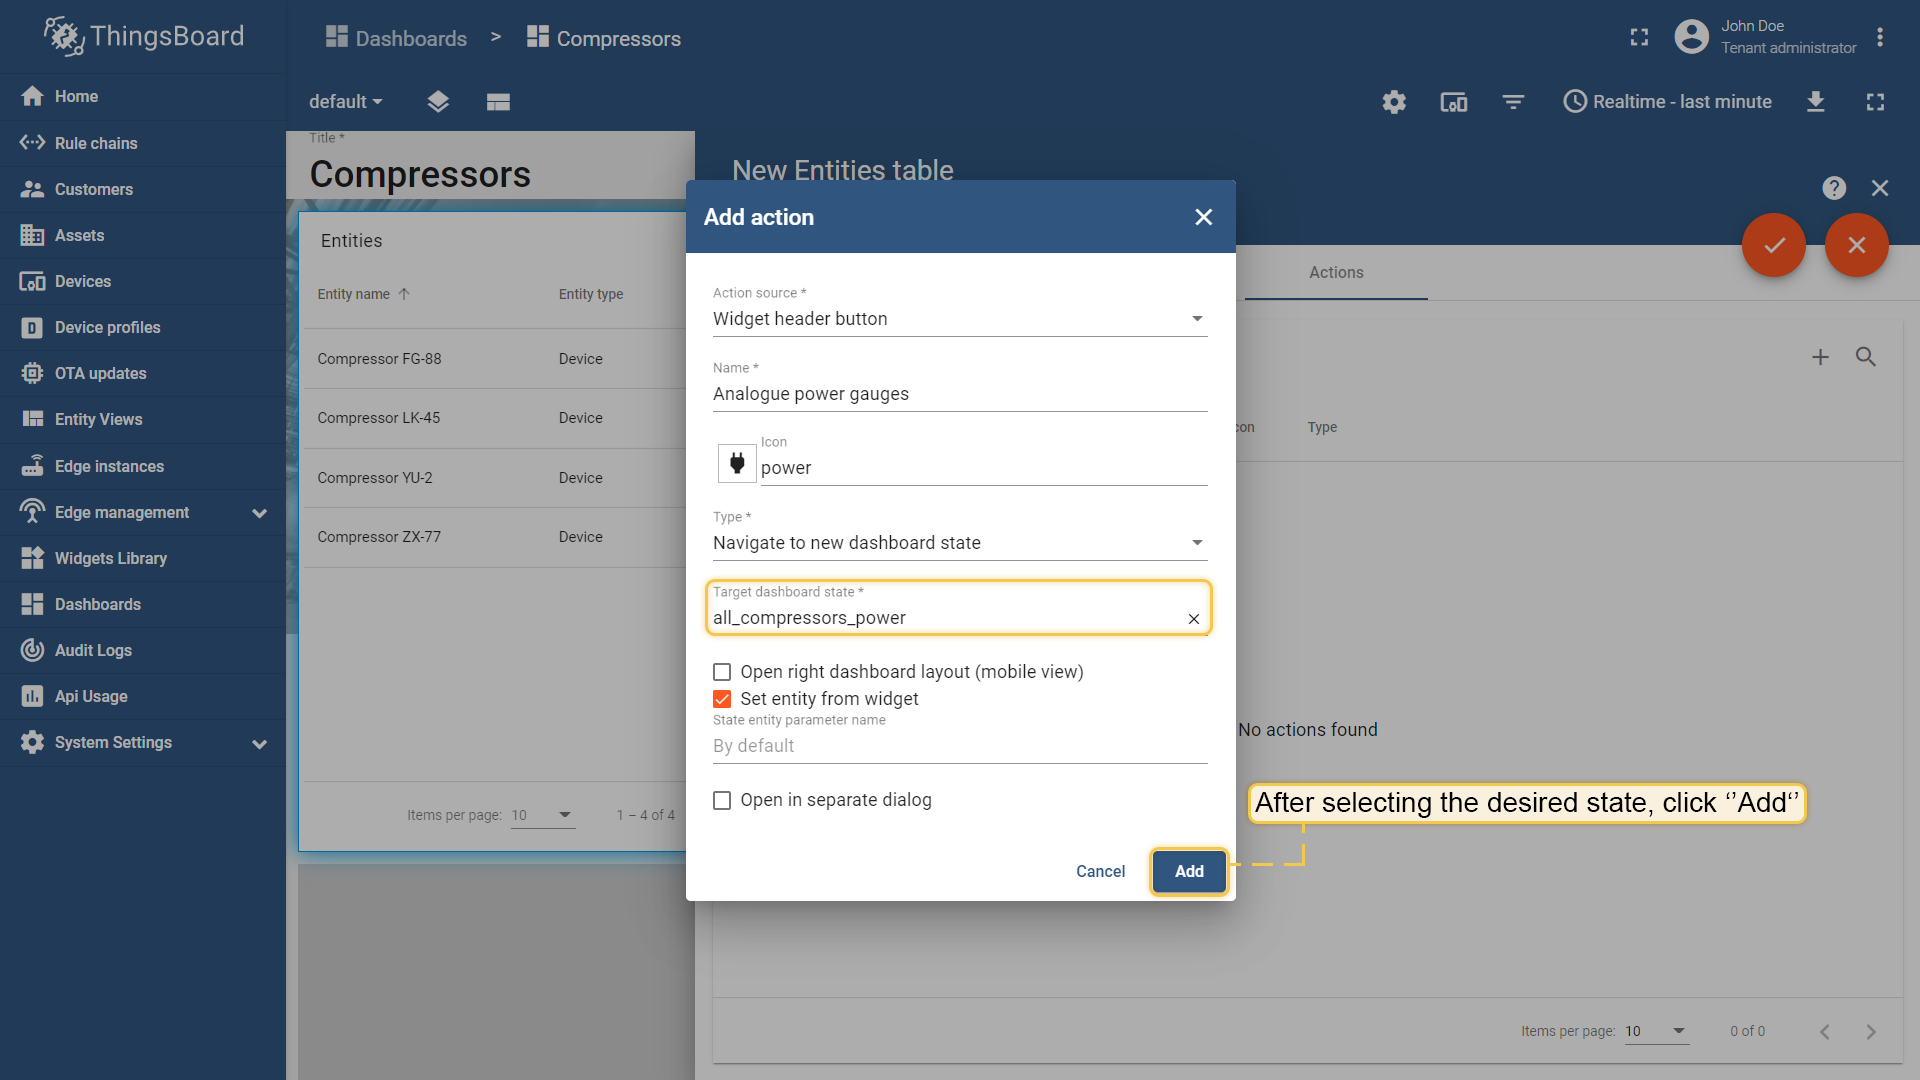 ThingsBoard
Home
Rule chains
Customers
Assets
Devices
D Device profiles
OTA updates
Entity Views
Edge instances
Edge management
Widgets Library
Dashboards
Audit Logs
Api Usage
System Settings
Dashboards > Compressors
John Doe
Tenant administrator
default
Realtime - last minute
Title *
Compressors
Entities
Entity name Entity type
Compressor FG-88 Device
Compressor LK-45 Device
Compressor YU-2 Device
Compressor ZX-77 Device
Items per page: 10 1 – 4 of 4
New Entities table
?
Actions
con Type
No actions found
Items per page: 10 0 of 0
Add action
Action source *
Widget header button
Name *
Analogue power gauges
Icon
power
Type *
Navigate to new dashboard state
Target dashboard state *
all_compressors_power
Open right dashboard layout (mobile view)
Set entity from widget
State entity parameter name
By default
Open in separate dialog
Cancel Add
After selecting the desired state, click ‘’Add‘’